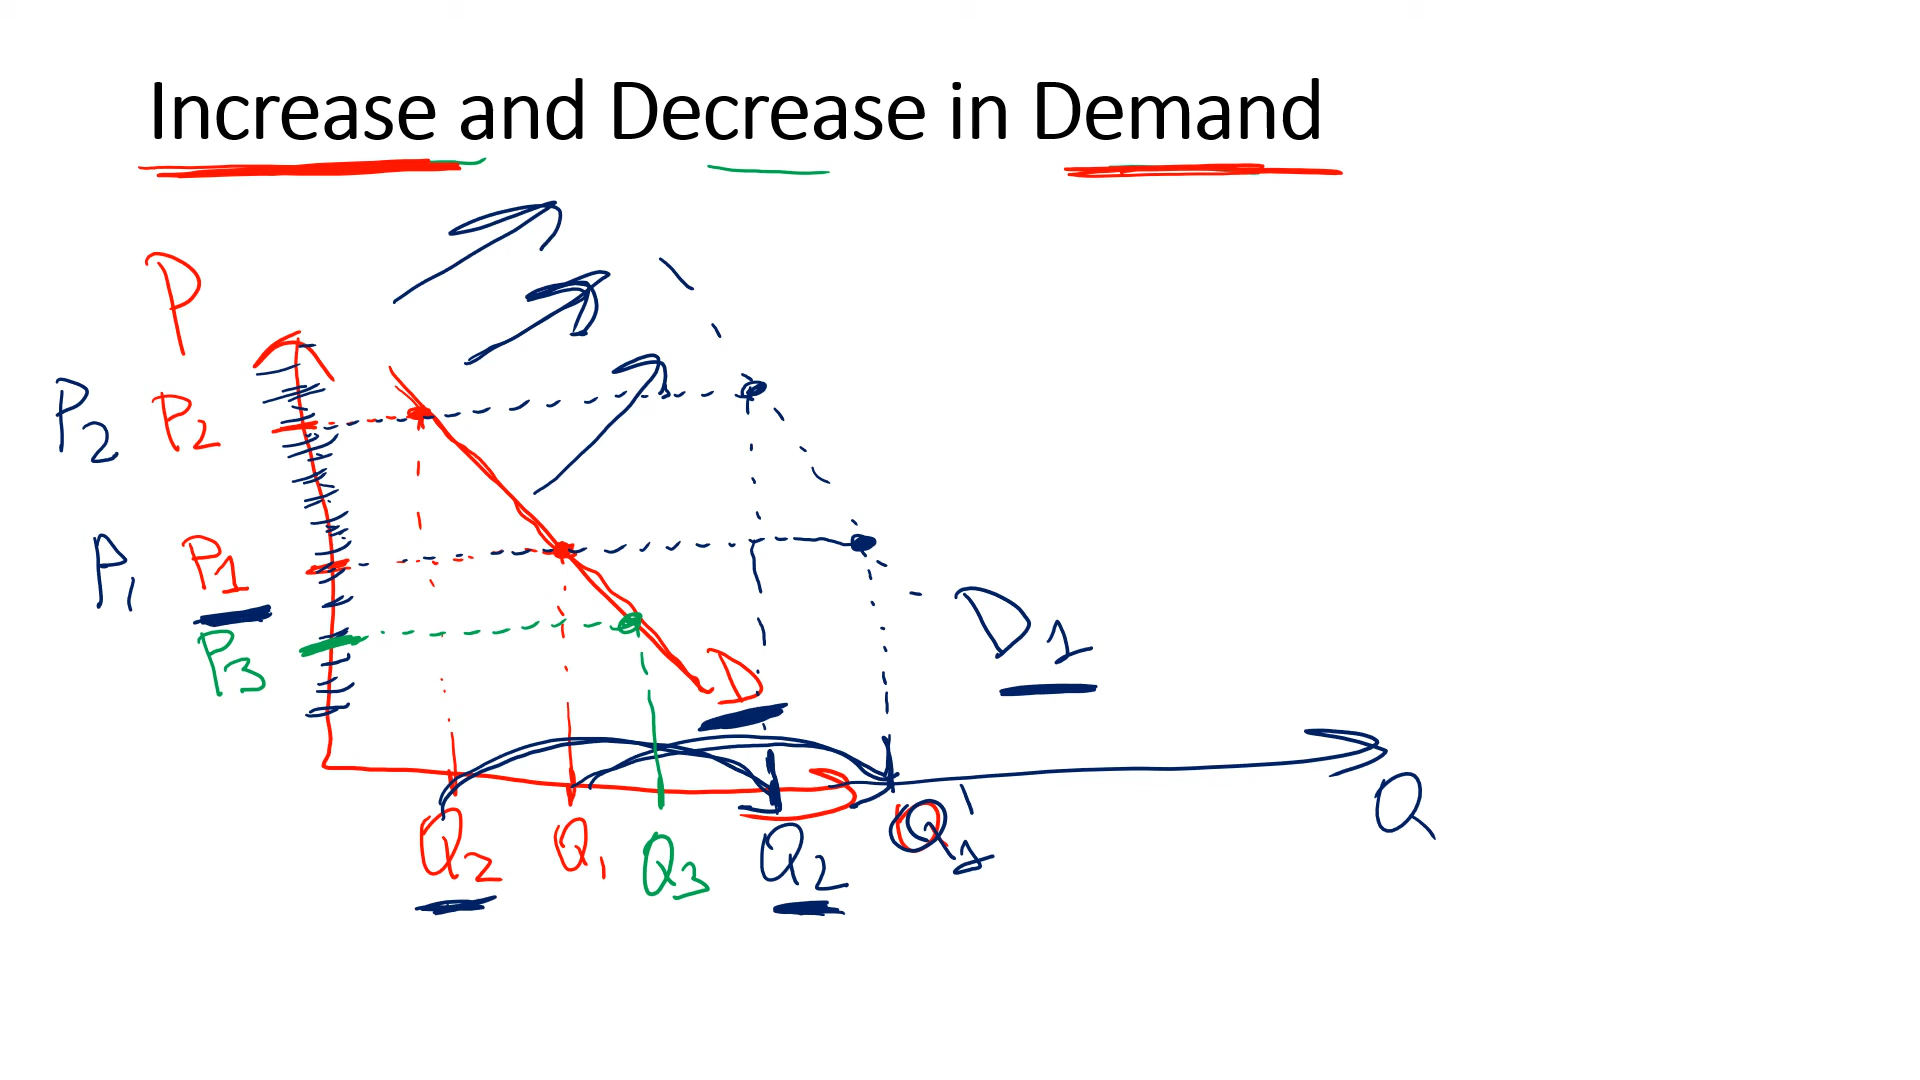 Increase and Decrease in Demand
P
P2 P2
P1 P1
P3
D
D1
Q2 Q1 Q3 Q2 Q1
Q